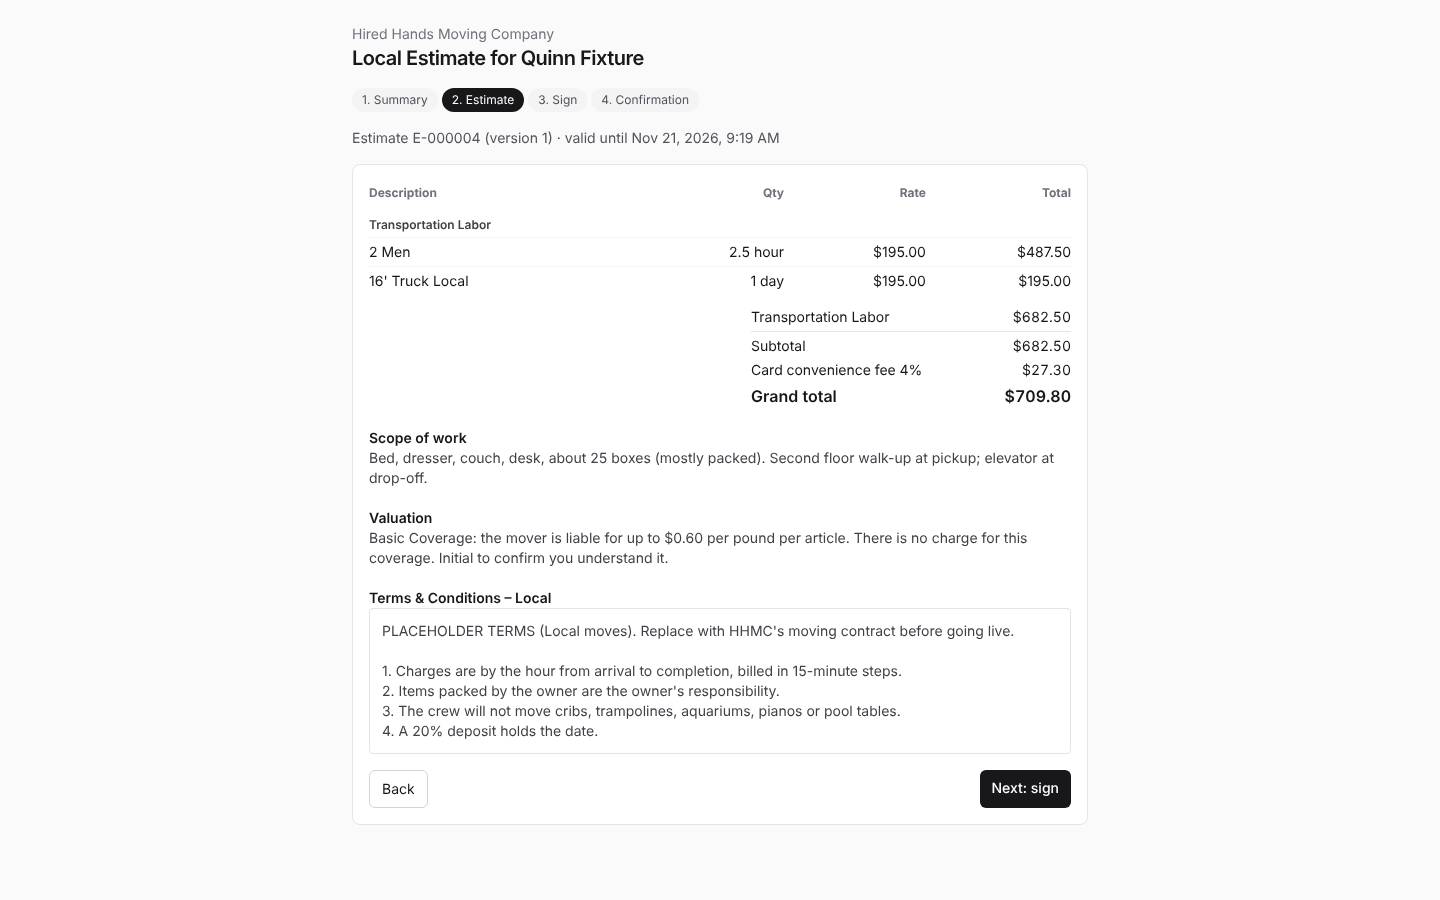 Hired Hands Moving Company
Local Estimate for Quinn Fixture
1. Summary 2. Estimate 3. Sign 4. Confirmation
Estimate E-000004 (version 1) · valid until Nov 21, 2026, 9:19 AM
Description Qty Rate Total
Transportation Labor
2 Men 2.5 hour $195.00 $487.50
16' Truck Local 1 day $195.00 $195.00
Transportation Labor $682.50
Subtotal $682.50
Card convenience fee 4% $27.30
Grand total $709.80
Scope of work
Bed, dresser, couch, desk, about 25 boxes (mostly packed). Second floor walk-up at pickup; elevator at
drop-off.
Valuation
Basic Coverage: the mover is liable for up to $0.60 per pound per article. There is no charge for this
coverage. Initial to confirm you understand it.
Terms & Conditions – Local
PLACEHOLDER TERMS (Local moves). Replace with HHMC's moving contract before going live.
1. Charges are by the hour from arrival to completion, billed in 15-minute steps.
2. Items packed by the owner are the owner's responsibility.
3. The crew will not move cribs, trampolines, aquariums, pianos or pool tables.
4. A 20% deposit holds the date.
Back Next: sign